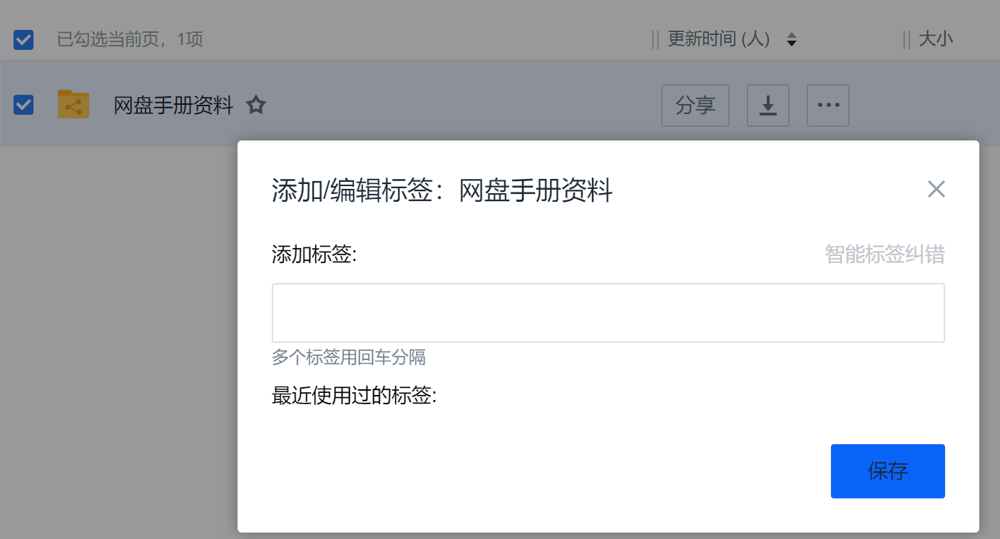 已勾选当前页，1项 更新时间 (人) 大小
网盘手册资料 分享
添加/编辑标签：网盘手册资料
添加标签: 智能标签纠错
多个标签用回车分隔
最近使用过的标签:
保存